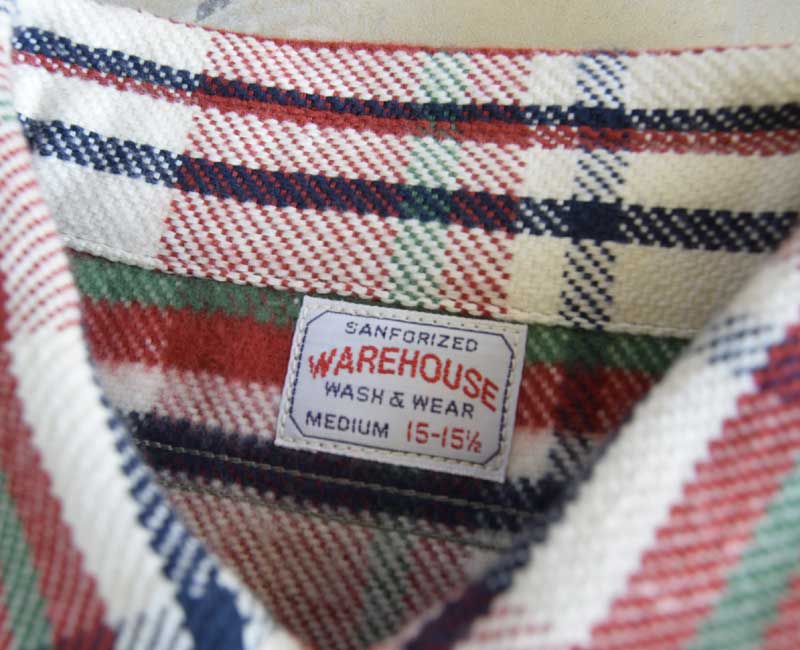 SANFORIZED
WAREHOUSE
WASH & WEAR
MEDIUM 15-15½